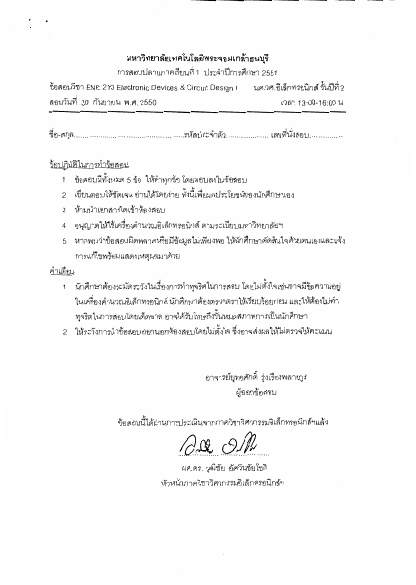 มหาวิทยาลัยเทคโนโลยีพระจอมเกล้าธนบุรี
การสอบปลายภาคเรียนที่ 1 ประจำปีการศึกษา 2551
ข้อสอบวิชา ENE 210 Electronic Devices & Circuit Design I นศ.วศ.อิเล็กทรอนิกส์ ชั้นปีที่ 2
สอบวันที่ 30 กันยายน พ.ศ. 2550 เวลา 13:00-16:00 น
ชื่อ-สกุล..............................รหัสประจำตัว.................. เลขที่นั่งสอบ..............
ข้อปฏิบัติในการทำข้อสอบ
1 ข้อสอบมีทั้งหมด 5 ข้อ ให้ทำทุกข้อ โดยตอบลงในข้อสอบ
2 เขียนตอบให้ชัดเจน อ่านได้โดยง่าย ทั้งนี้เพื่อผลประโยชน์ของนักศึกษาเอง
3 ห้ามนำเอกสารใดเข้าห้องสอบ
4 อนุญาตให้ใช้เครื่องคำนวณอิเล็กทรอนิกส์ ตามระเบียบมหาวิทยาลัยฯ
5 หากพบว่าข้อสอบผิดพลาดหรือมีข้อมูลไม่เพียงพอ ให้นักศึกษาตัดสินใจด้วยตนเองและแจ้ง
การแก้ไขพร้อมแสดงเหตุผลมาด้วย
คำเตือน
1 นักศึกษาต้องระมัดระวังในเรื่องการทำทุจริตในการสอบ โดยไม่ตั้งใจเช่นอาจมีข้อความอยู่
ในเครื่องคำนวณอิเล็กทรอนิกส์ นักศึกษาต้องตรวจตราให้เรียบร้อยก่อน และให้ต้องไม่ทำ
ทุจริตในการสอบโดยเด็ดขาด อาจได้รับโทษถึงขั้นหมดสภาพการเป็นนักศึกษา
2 ให้ระวังการนำข้อสอบออกนอกห้องสอบโดยไม่ตั้งใจ ซึ่งอาจส่งผลให้ไม่ตรวจให้คะแนน
อาจารย์ยุทธศักดิ์ รุ่งเรืองพลางกูร
ผู้ออกข้อสอบ
ข้อสอบนี้ได้ผ่านการประเมินจากภาควิชาวิศวกรรมอิเล็กทรอนิกส์ฯแล้ว
ผศ.ดร. วุฒิชัย อัศวินชัยโชติ
หัวหน้าภาควิชาวิศวกรรมอิเล็กทรอนิกส์ฯ